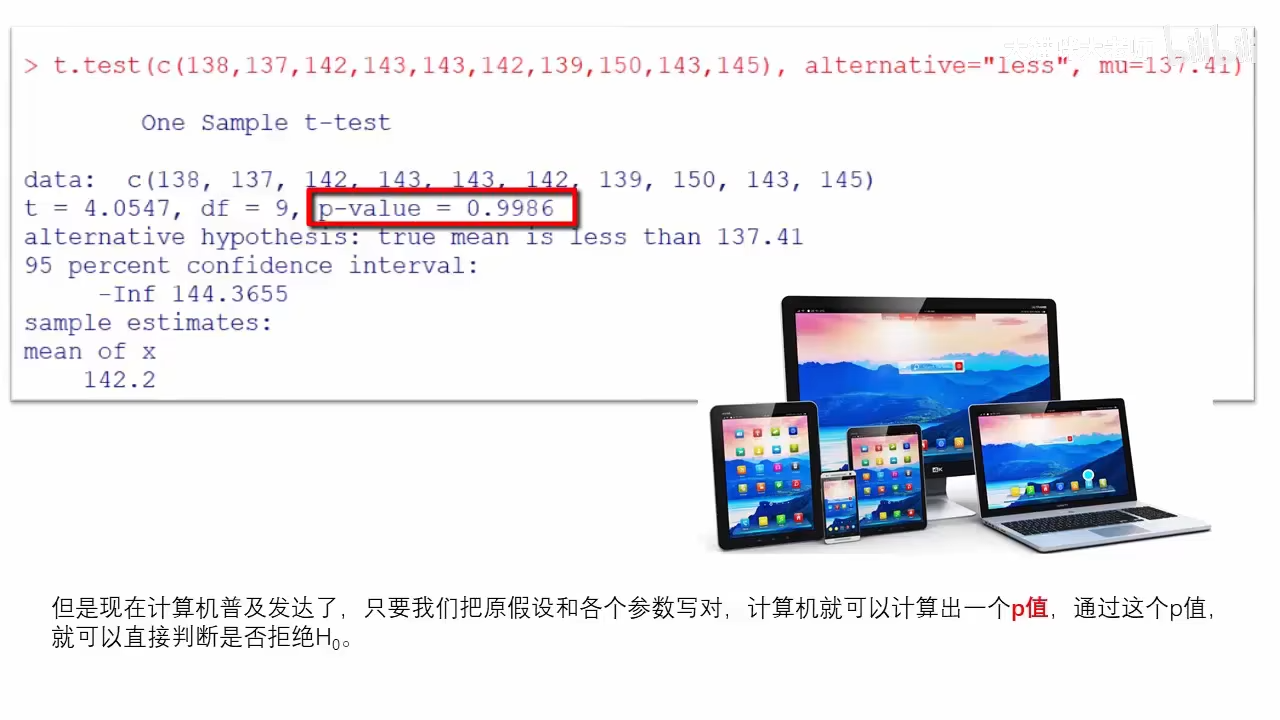 > t.test(c(138,137,142,143,143,142,139,150,143,145), alternative="less", mu=137.41)
One Sample t-test
data:  c(138, 137, 142, 143, 143, 142, 139, 150, 143, 145)
t = 4.0547, df = 9, p-value = 0.9986
alternative hypothesis: true mean is less than 137.41
95 percent confidence interval:
-Inf 144.3655
sample estimates:
mean of x
142.2
4K
但是现在计算机普及发达了，只要我们把原假设和各个参数写对，计算机就可以计算出一个p值，通过这个p值，
就可以直接判断是否拒绝H₀。